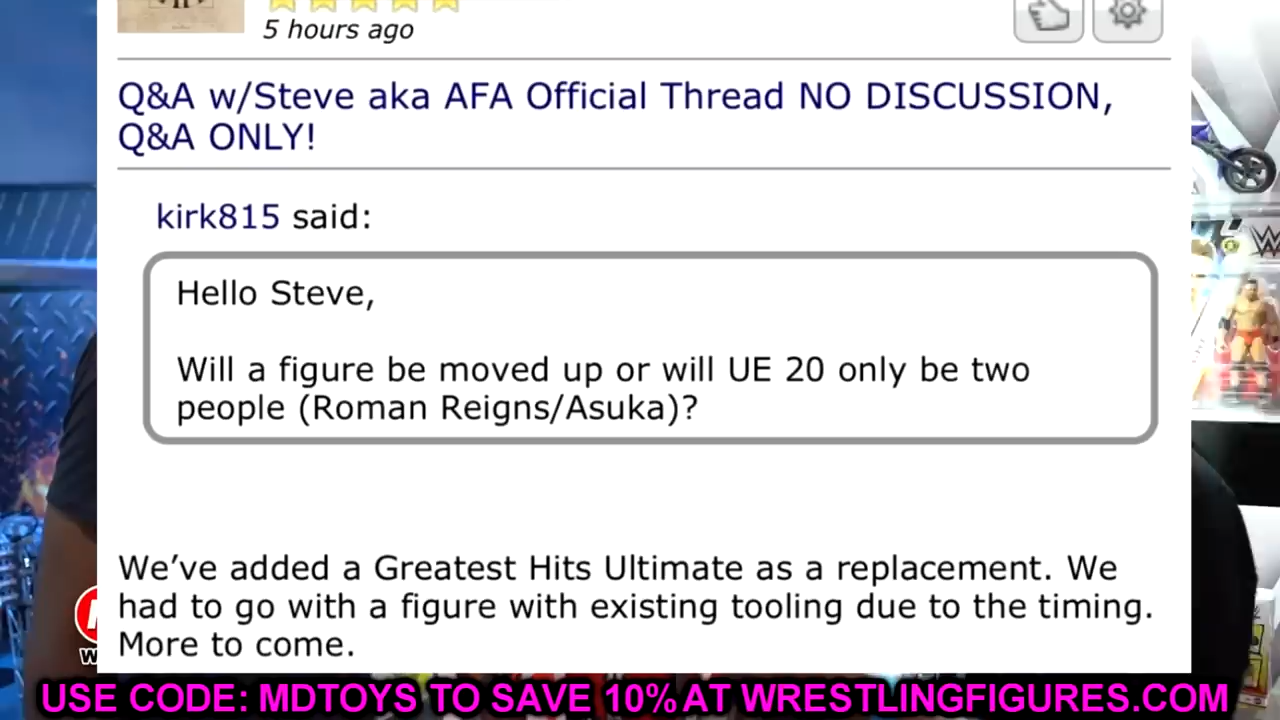 5 hours ago
Q&A w/Steve aka AFA Official Thread NO DISCUSSION,
Q&A ONLY!
kirk815 said:
Hello Steve,
Will a figure be moved up or will UE 20 only be two
people (Roman Reigns/Asuka)?
We’ve added a Greatest Hits Ultimate as a replacement. We
had to go with a figure with existing tooling due to the timing.
More to come.
USE CODE: MDTOYS TO SAVE 10% AT WRESTLINGFIGURES.COM